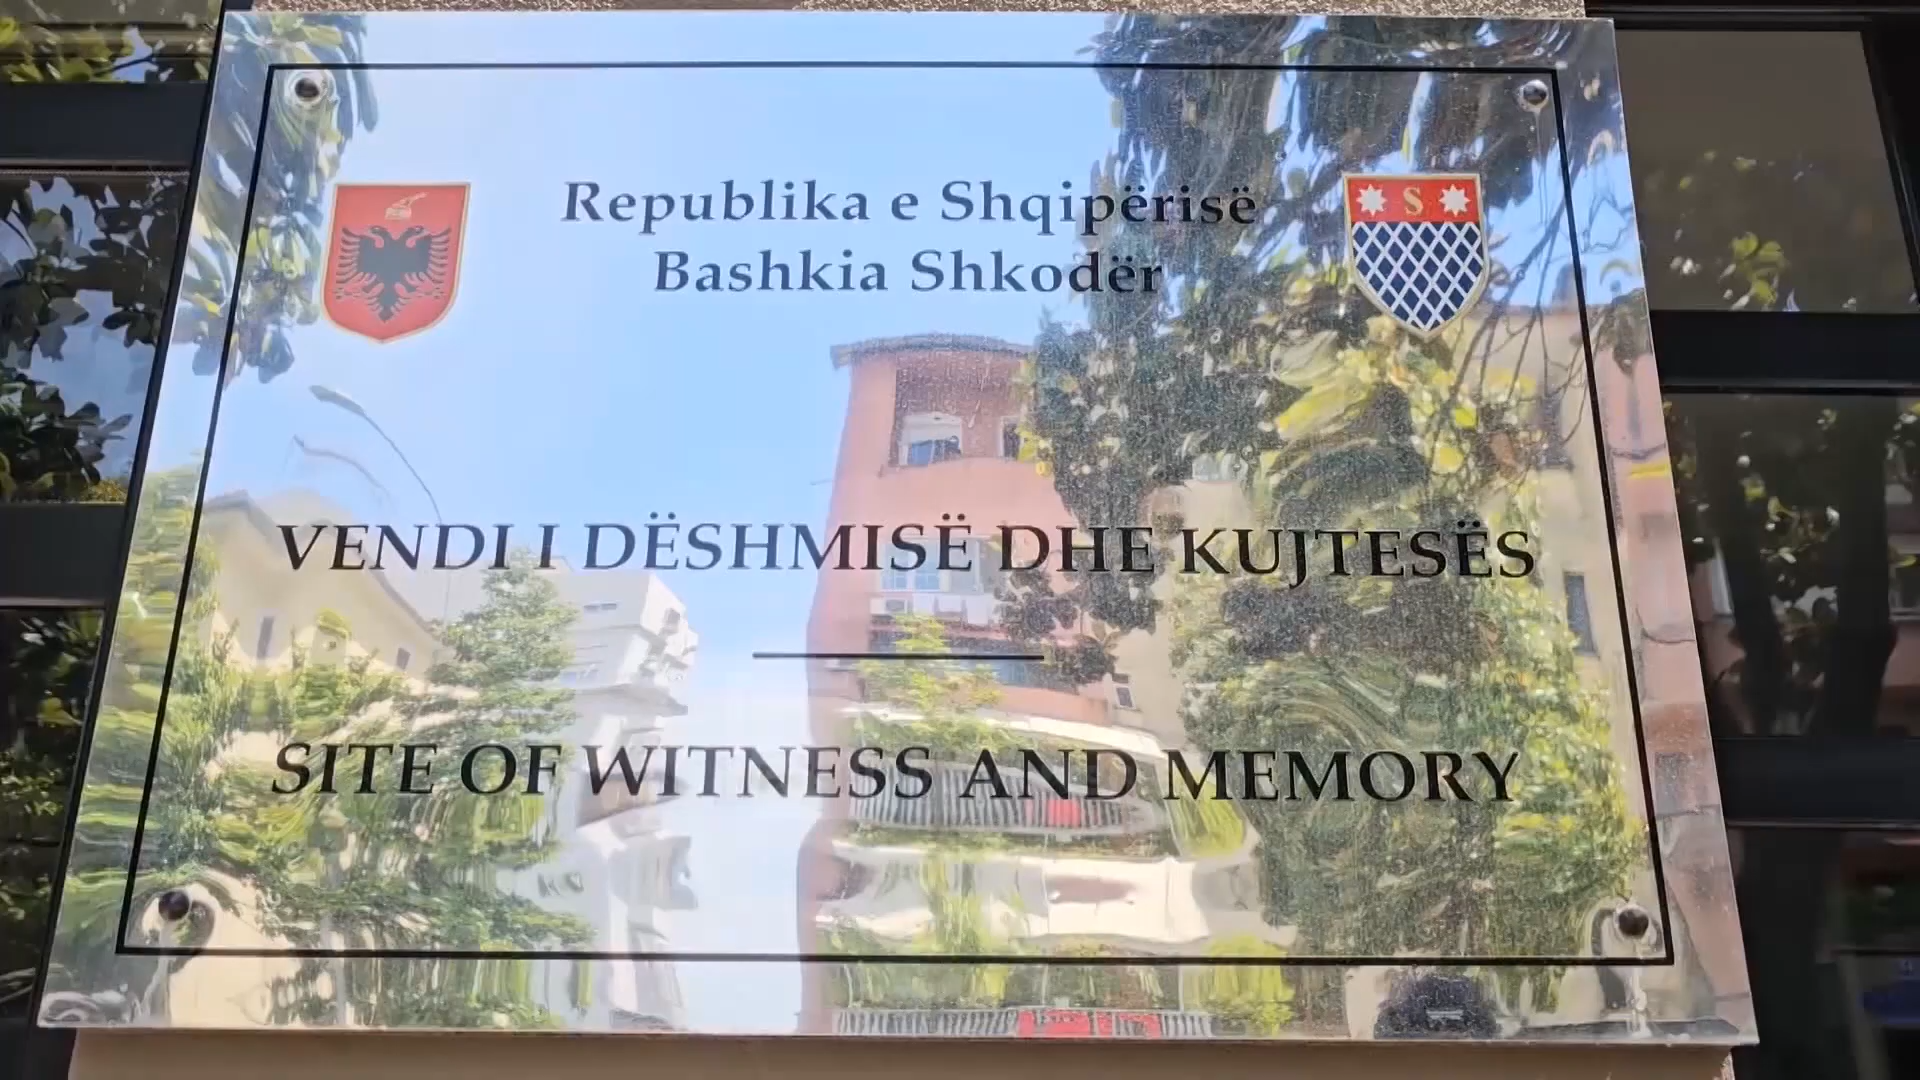 Republika e Shqipërisë
Bashkia Shkodër
S
VENDI I DËSHMISË DHE KUJTESËS
SITE OF WITNESS AND MEMORY